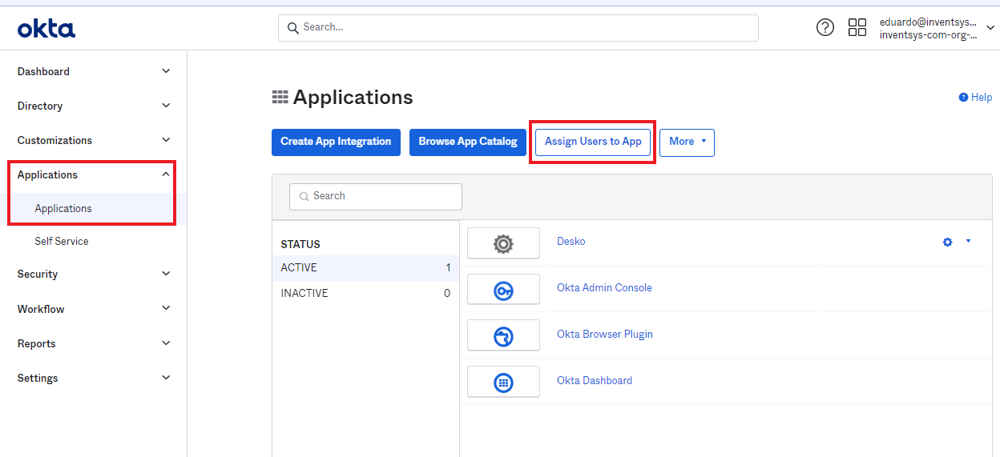 okta
Search...
eduardo@inventsys...
inventsys-com-org-...
Dashboard
Directory
Customizations
Applications
Applications
Self Service
Security
Workflow
Reports
Settings
Applications
Help
Create App Integration
Browse App Catalog
Assign Users to App
More
Search
STATUS
ACTIVE 1
INACTIVE 0
Desko
Okta Admin Console
Okta Browser Plugin
Okta Dashboard